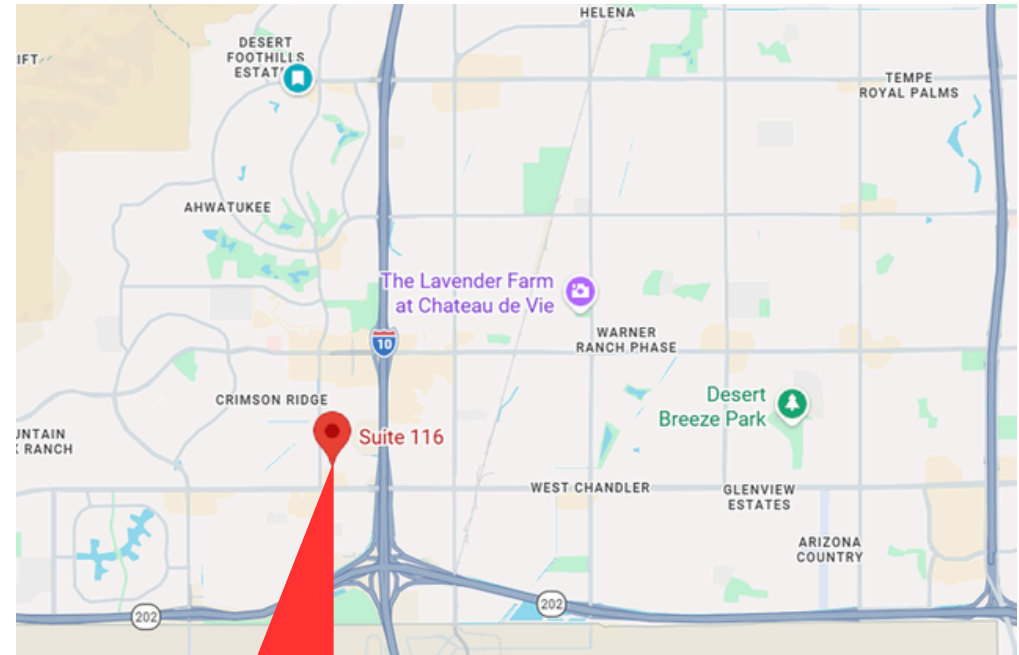 HELENA
DESERT
FOOTHILLS
IFT
TEMPE
ROYAL PALMS
AHWATUKEE
The Lavender Farm
at Chateau de Vie
10
WARNER
RANCH PHASE
CRIMSON RIDGE
Desert
Breeze Park
Suite 116
UNTAIN
RANCH
WEST CHANDLER
GLENVIEW
ESTATES
ARIZONA
COUNTRY
202
202